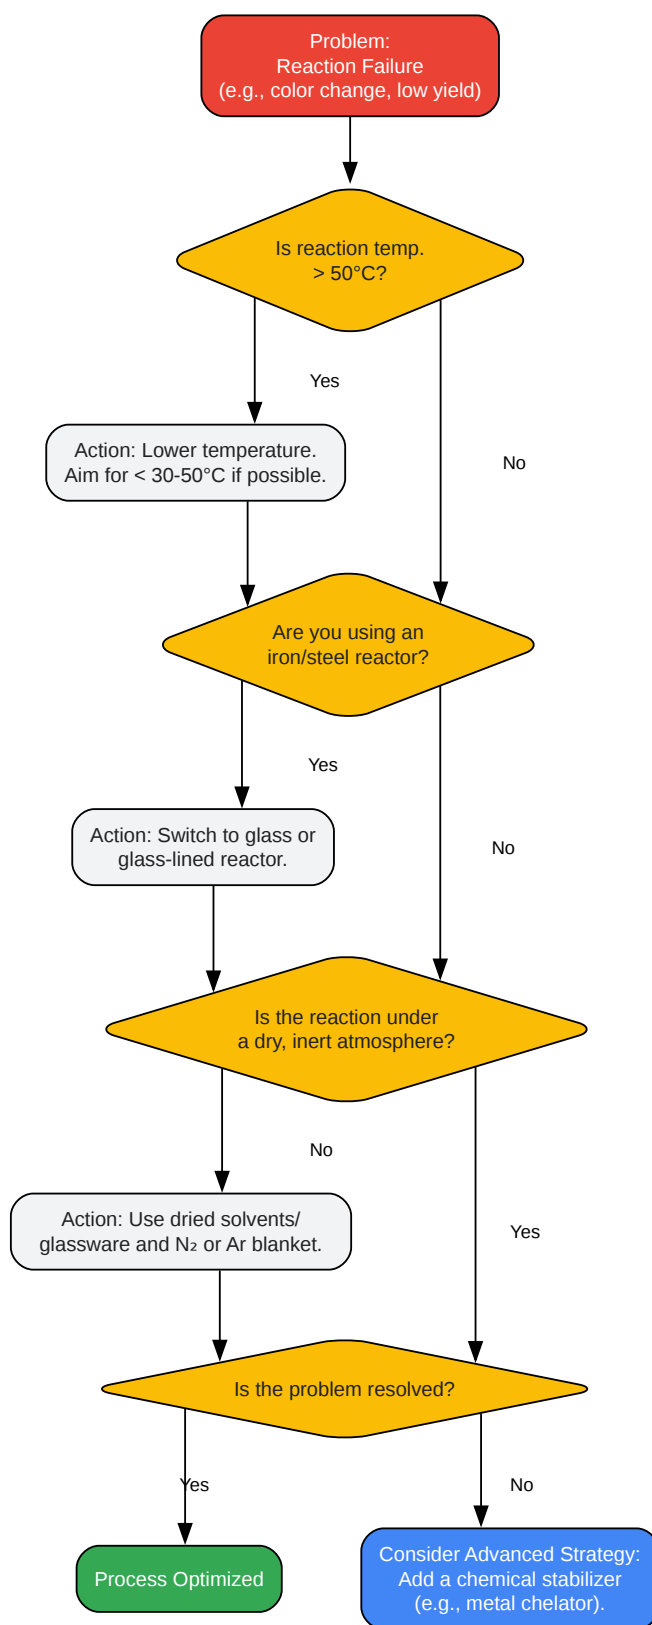 Problem:
Reaction Failure
(e.g., color change, low yield)
Is reaction temp.
> 50°C?
Yes
Action: Lower temperature.
Aim for < 30-50°C if possible.
No
Are you using an
iron/steel reactor?
Yes
Action: Switch to glass or
glass-lined reactor.
No
Is the reaction under
a dry, inert atmosphere?
No
Action: Use dried solvents/
glassware and N₂ or Ar blanket.
Yes
Is the problem resolved?
Yes
No
Process Optimized
Consider Advanced Strategy:
Add a chemical stabilizer
(e.g., metal chelator).